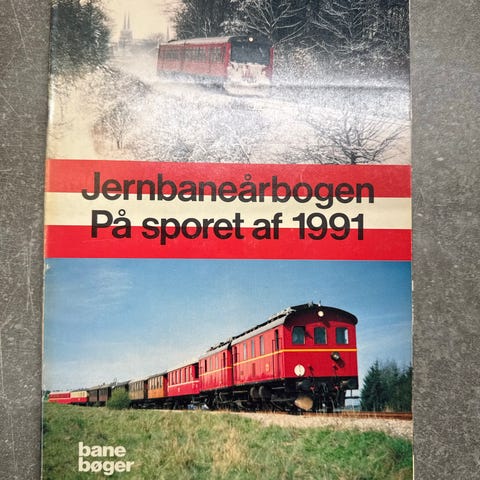 Jernbaneårbogen
På sporet af 1991
bane
bøger